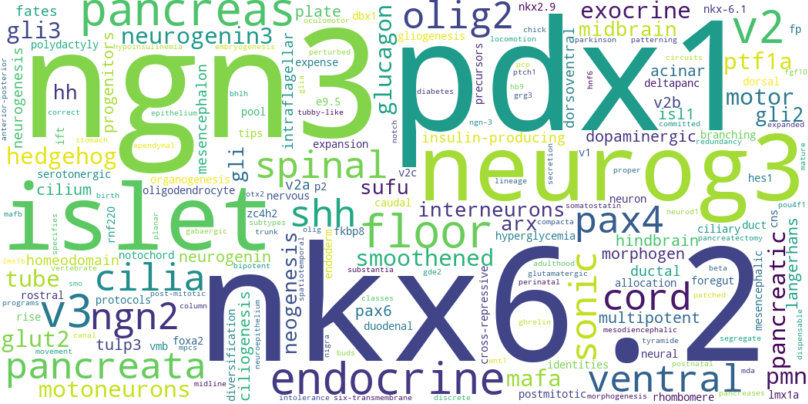 fates
pancreas
plate
oculomotor
dbx1
nkx2.9
chick
nkx-6.1
exocrine
fp
gli3
neurogenin3
gliogenesis
olig2
locomotion
parkinson
patterning
midbrain
v2
polydactyly
hypoinsulinemia
embryogenesis
perturbed
glucagon
precursors
pcp
ptch1
circuits
fgf10
anterior-posterior
neurogenesis
ngn3
progenitors
mesencephalon
intraflagellar
glia
expense
diabetes
pdx1
hb9
grg3
dorsoventral
hnf6
acinar
ptf1a
dorsal
deltapanc
hh
correct
ift
bhlh
pool
e9.5
tubby-like
notch
ngn-3
v2b
motor
gli2
committed
expanded
stomach
epithelium
tips
expansion
insulin-producing
isl1
dopaminergic
branching
redundancy
mature
hedgehog
ependymal
gli
organogenesis
spinal
v2c
neurog3
lineage
secretion
v1
proper
hes1
serotonergic
cilium
birth
oligodendrocyte
otx2
v2a
p2
sufu
caudal
somatostatin
neuron
neurod1
pou4f1
mafb
islet
specifies
rnf220
gabaergic
planar
zc4h2
subtypes
trunk
nervous
olig
shh
floor
interneurons
arx
compacta
pax4
cns
duct
pancreatectomy
lmx1b
homeodomain
vertebrate
notochord
neurogenin
bipotent
fkbp8
endoderm
smoothened
hyperglycemia
hindbrain
ciliary
tube
cilia
smo
neogenesis
spatiotemporal
substantia
gde2
adulthood
glutamatergic
perinatal
morphogen
ductal
allocation
beta
foregut
patched
mesencephalic
pancreatic
langerhans
dispensable
programs
post-mitotic
rostral
column
v3
ngn2
protocols
rise
foxa2
mpcs
diversification
ciliogenesis
neuroepithelium
classes
pax6
duodenal
nkx6.2
cross-repressive
ghrelin
sonic
cord
mesodiencephalic
multipotent
tyramide
segregate
glut2
canal
movement
tulp3
vmb
nigra
buds
wnt1
identities
neural
postnatal
mda
pancreata
motoneurons
midline
intolerance
endocrine
six-transmembrane
discrete
mafa
postmitotic
ventral
morphogenesis
rhombomere
pancreases
pmn
lmx1a